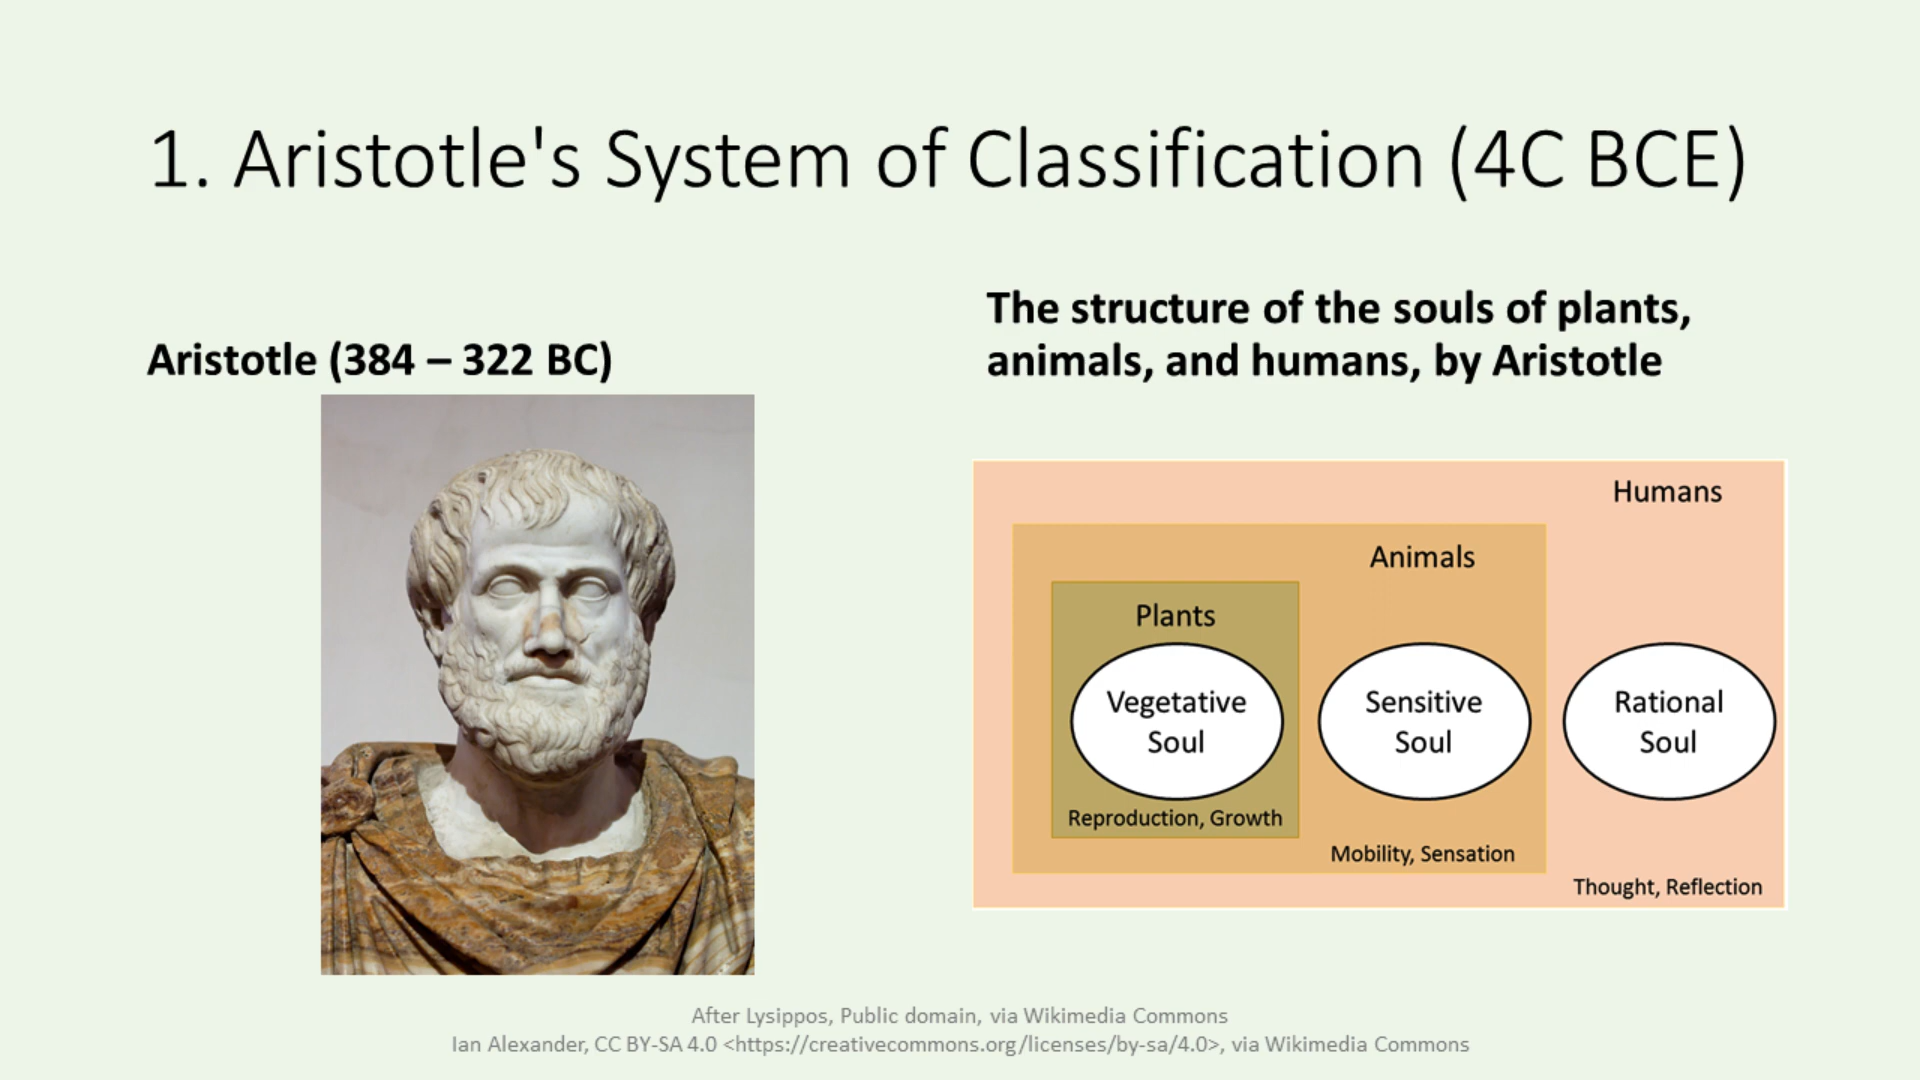 1. Aristotle's System of Classification (4C BCE)
Aristotle (384 – 322 BC)
The structure of the souls of plants,
animals, and humans, by Aristotle
Humans
Animals
Plants
Vegetative
Soul
Reproduction, Growth
Sensitive
Soul
Mobility, Sensation
Rational
Soul
Thought, Reflection
After Lysippos, Public domain, via Wikimedia Commons
Ian Alexander, CC BY-SA 4.0 <https://creativecommons.org/licenses/by-sa/4.0>, via Wikimedia Commons